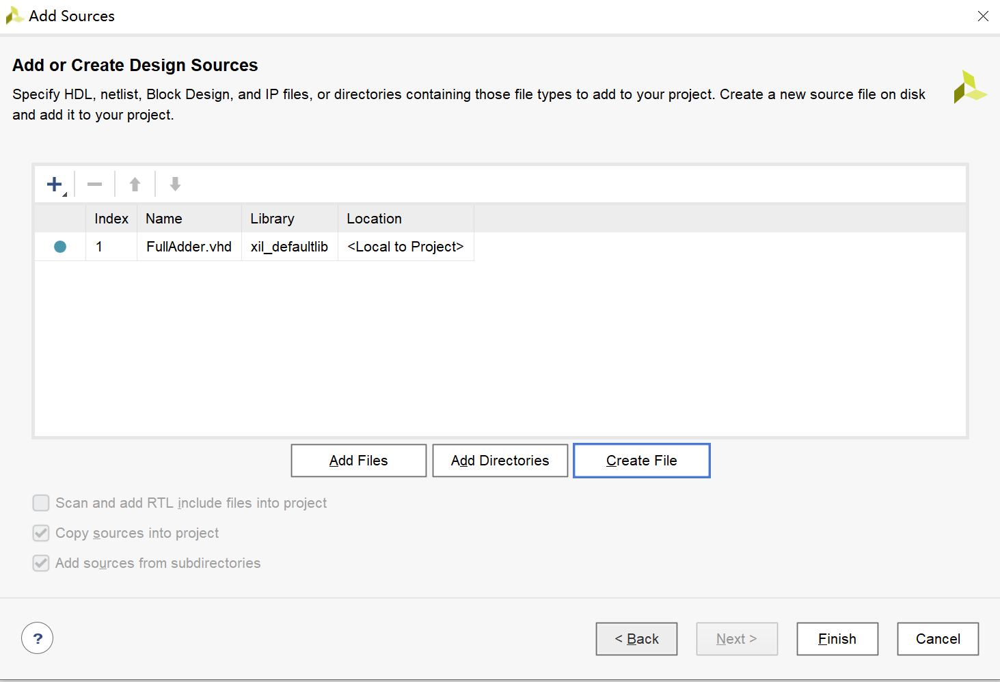 Add Sources
Add or Create Design Sources
Specify HDL, netlist, Block Design, and IP files, or directories containing those file types to add to your project. Create a new source file on disk
and add it to your project.
Index Name Library Location
1 FullAdder.vhd xil_defaultlib <Local to Project>
Add Files Add Directories Create File
Scan and add RTL include files into project
Copy sources into project
Add sources from subdirectories
? < Back Next > Finish Cancel